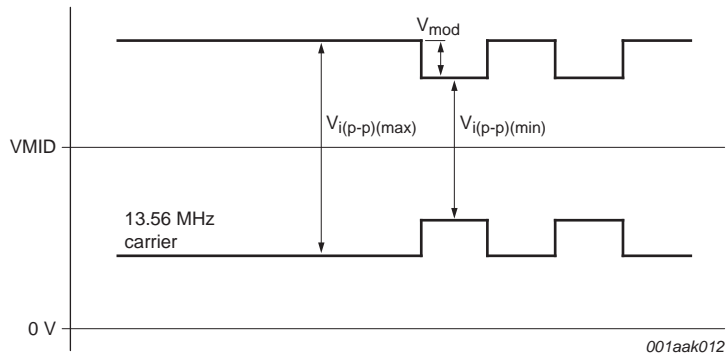 Vmod
Vi(p-p)(max)
Vi(p-p)(min)
VMID
13.56 MHz
carrier
0 V
001aak012